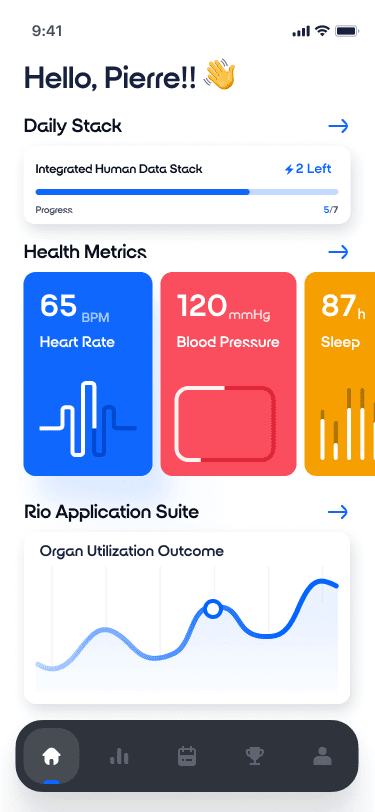 9:41
Hello, Pierre!! 👋
Daily Stack
Integrated Human Data Stack
2 Left
Progress
5/7
Health Metrics
65 BPM
Heart Rate
120 mmHg
Blood Pressure
87h
Sleep
Rio Application Suite
Organ Utilization Outcome